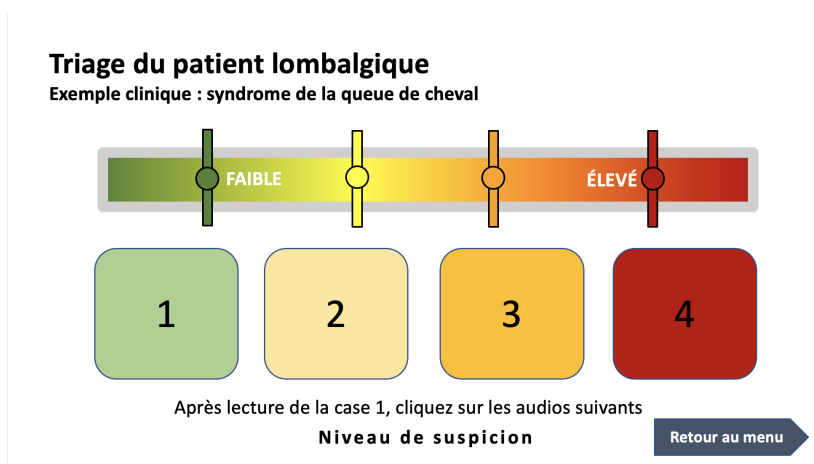 Triage du patient lombalgique
Exemple clinique : syndrome de la queue de cheval
FAIBLE ÉLEVÉ
1 2 3 4
Après lecture de la case 1, cliquez sur les audios suivants
Niveau de suspicion
Retour au menu